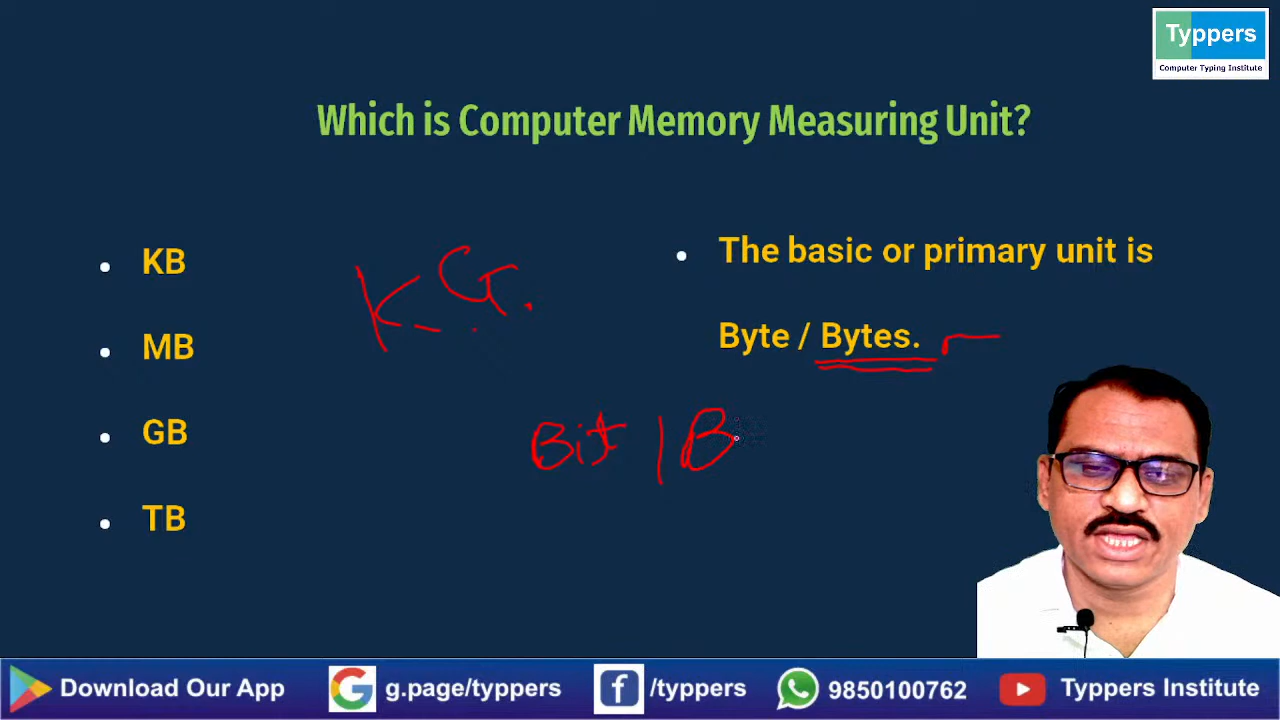 Typpers
Computer Typing Institute
Which is Computer Memory Measuring Unit?
• KB
• MB
• GB
• TB
K.G.
• The basic or primary unit is
Byte / Bytes.
Bit | B
Download Our App
g.page/typpers
/typpers
9850100762
Typpers Institute